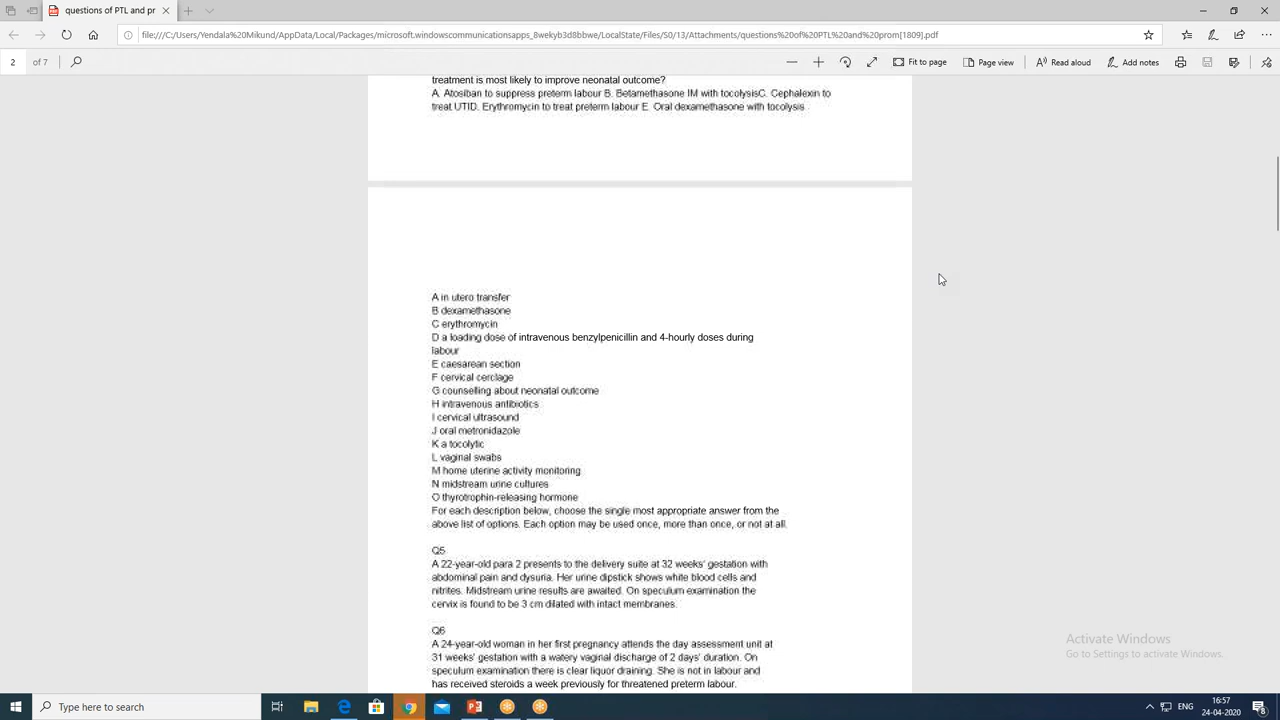 questions of PTL and pr
file:///C:/Users/Yendala%20Mikund/AppData/Local/Packages/microsoft.windowscommunicationsapps_8wekyb3d8bbwe/LocalState/Files/S0/13/Attachments/questions%20of%20PTL%20and%20prom[1809].pdf
2 of 7 Fit to page Page view Read aloud Add notes
treatment is most likely to improve neonatal outcome?
A. Atosiban to suppress preterm labour B. Betamethasone IM with tocolysisC. Cephalexin to
treat UTID. Erythromycin to treat preterm labour E. Oral dexamethasone with tocolysis .
A in utero transfer
B dexamethasone
C erythromycin
D a loading dose of intravenous benzylpenicillin and 4-hourly doses during
labour
E caesarean section
F cervical cerclage
G counselling about neonatal outcome
H intravenous antibiotics
I cervical ultrasound
J oral metronidazole
K a tocolytic
L vaginal swabs
M home uterine activity monitoring
N midstream urine cultures
O thyrotrophin-releasing hormone
For each description below, choose the single most appropriate answer from the
above list of options. Each option may be used once, more than once, or not at all.
Q5
A 22-year-old para 2 presents to the delivery suite at 32 weeks' gestation with
abdominal pain and dysuria. Her urine dipstick shows white blood cells and
nitrites. Midstream urine results are awaited. On speculum examination the
cervix is found to be 3 cm dilated with intact membranes.
Q6
A 24-year-old woman in her first pregnancy attends the day assessment unit at
31 weeks' gestation with a watery vaginal discharge of 2 days' duration. On
speculum examination there is clear liquor draining. She is not in labour and
has received steroids a week previously for threatened preterm labour.
Activate Windows
Go to Settings to activate Windows.
Type here to search
ENG
16:57
24-04-2020